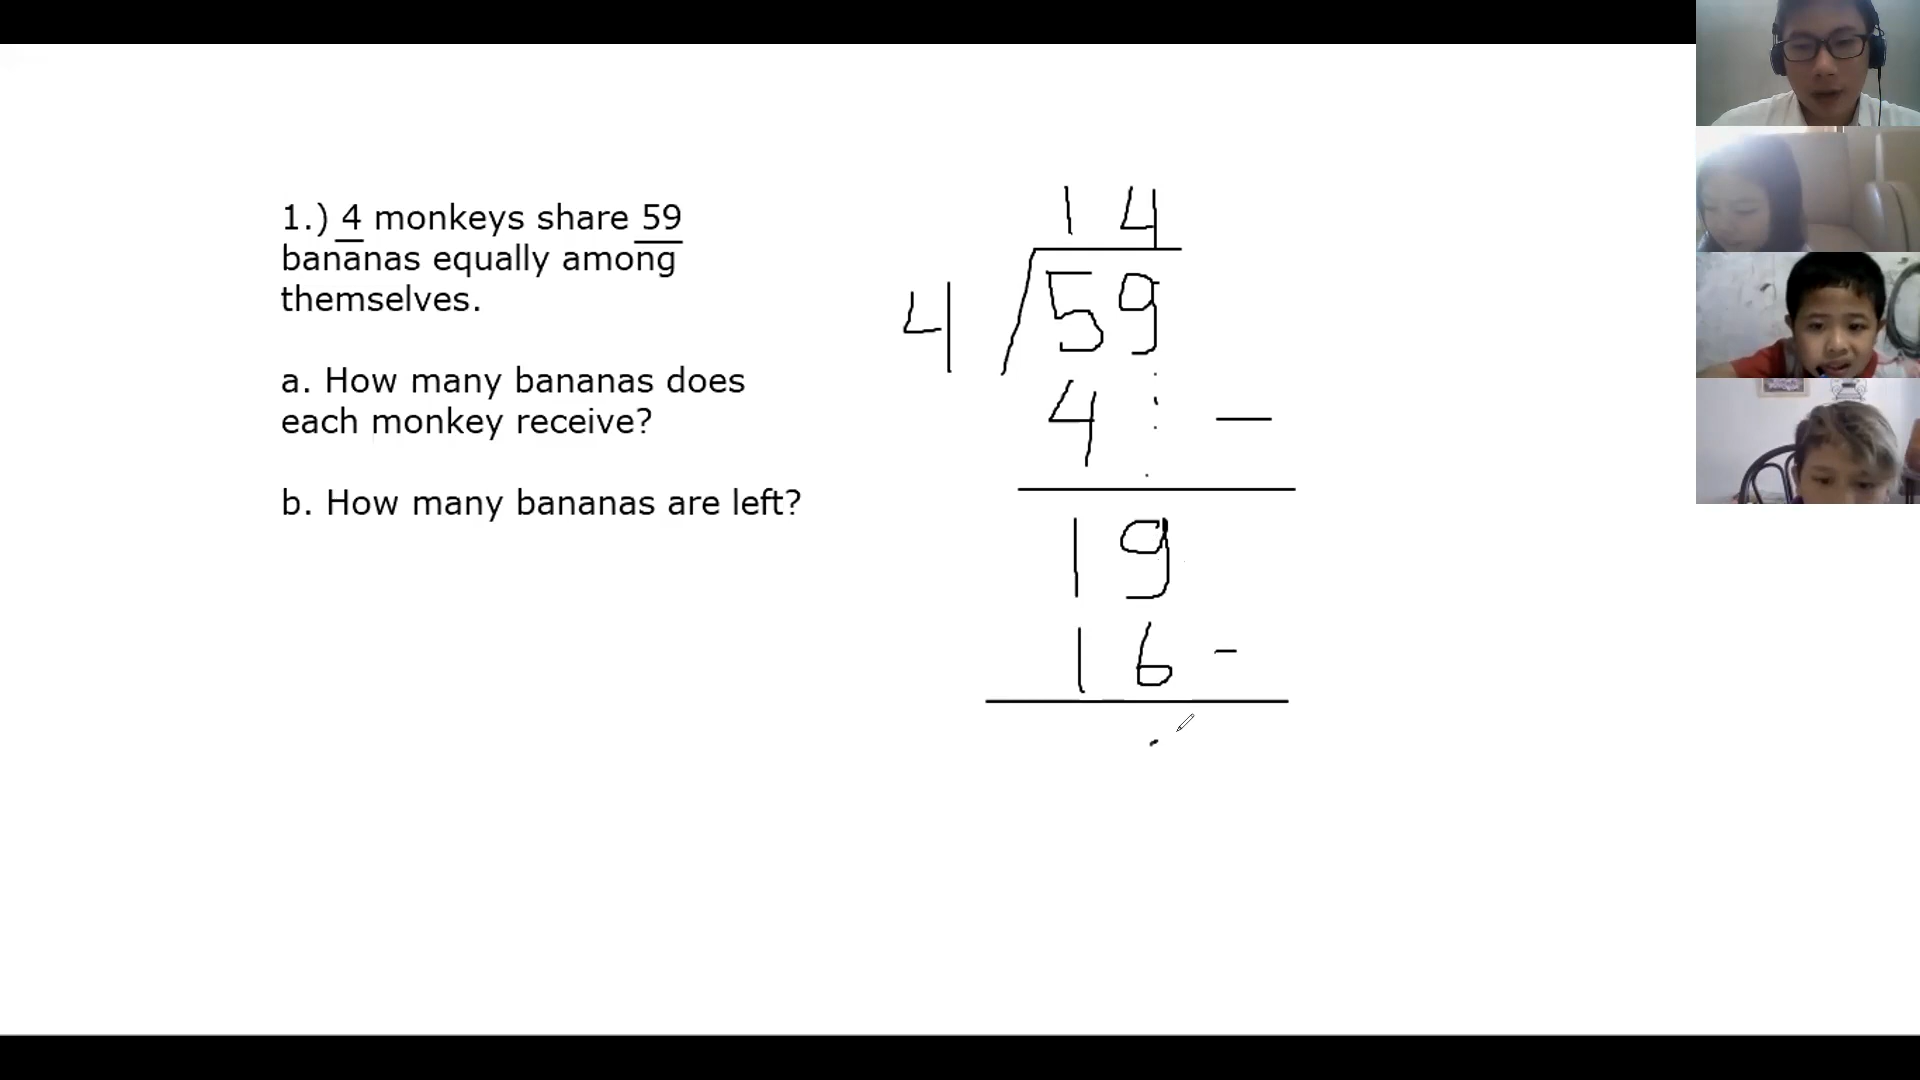 1.) 4 monkeys share 59
bananas equally among
themselves.
a. How many bananas does
each monkey receive?
b. How many bananas are left?
14
4 59
4 —
19
16 -